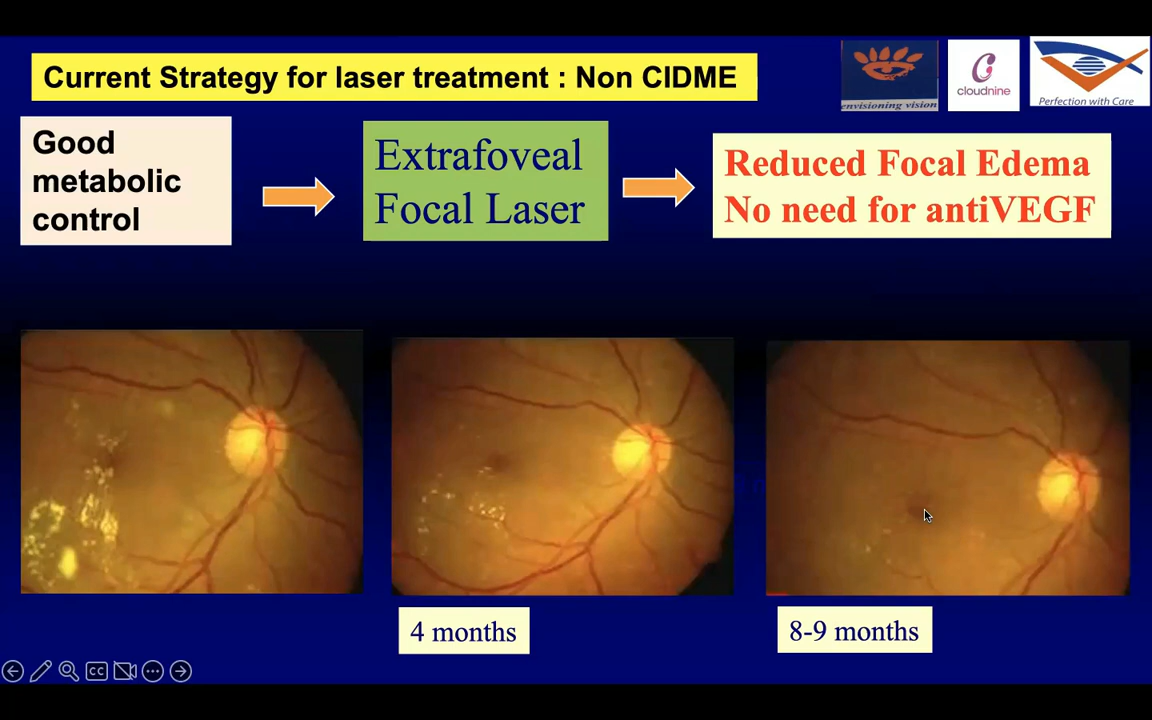 Current Strategy for laser treatment : Non CIDME
envisioning vision
cloudnine
Perfection with Care
Good
metabolic
control
Extrafoveal
Focal Laser
Reduced Focal Edema
No need for antiVEGF
4 months
8-9 months
CC